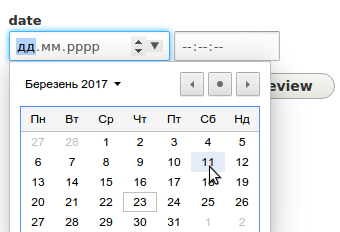 date
дд.мм.рррр --:--:--
Березень 2017
eview
Пн Вт Ср Чт Пт Сб Нд
27 28 1 2 3 4 5
6 7 8 9 10 11 12
13 14 15 16 17 18 19
20 21 22 23 24 25 26
27 28 29 30 31 1 2